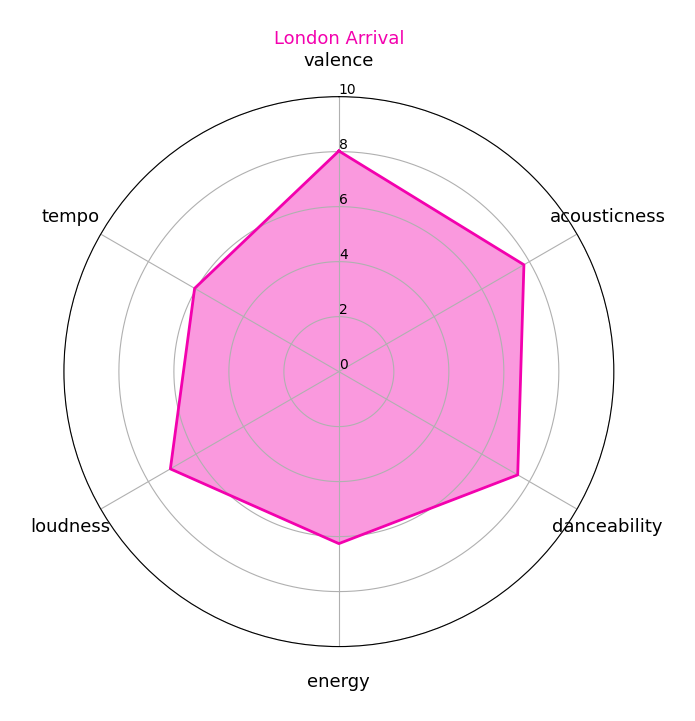 London Arrival
valence
10
8
6
4
2
0
tempo
acousticness
loudness
danceability
energy